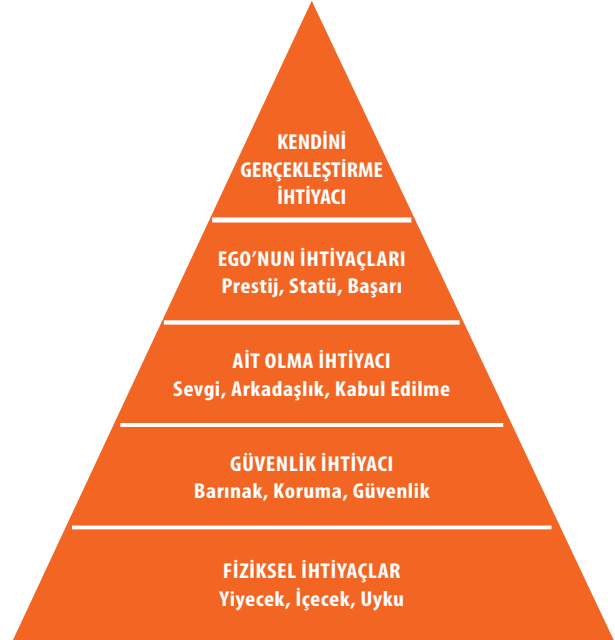 KENDİNİ
GERÇEKLEŞTİRME
İHTİYACI
EGO’NUN İHTİYAÇLARI
Prestij, Statü, Başarı
AİT OLMA İHTİYACI
Sevgi, Arkadaşlık, Kabul Edilme
GÜVENLİK İHTİYACI
Barınak, Koruma, Güvenlik
FİZİKSEL İHTİYAÇLAR
Yiyecek, İçecek, Uyku